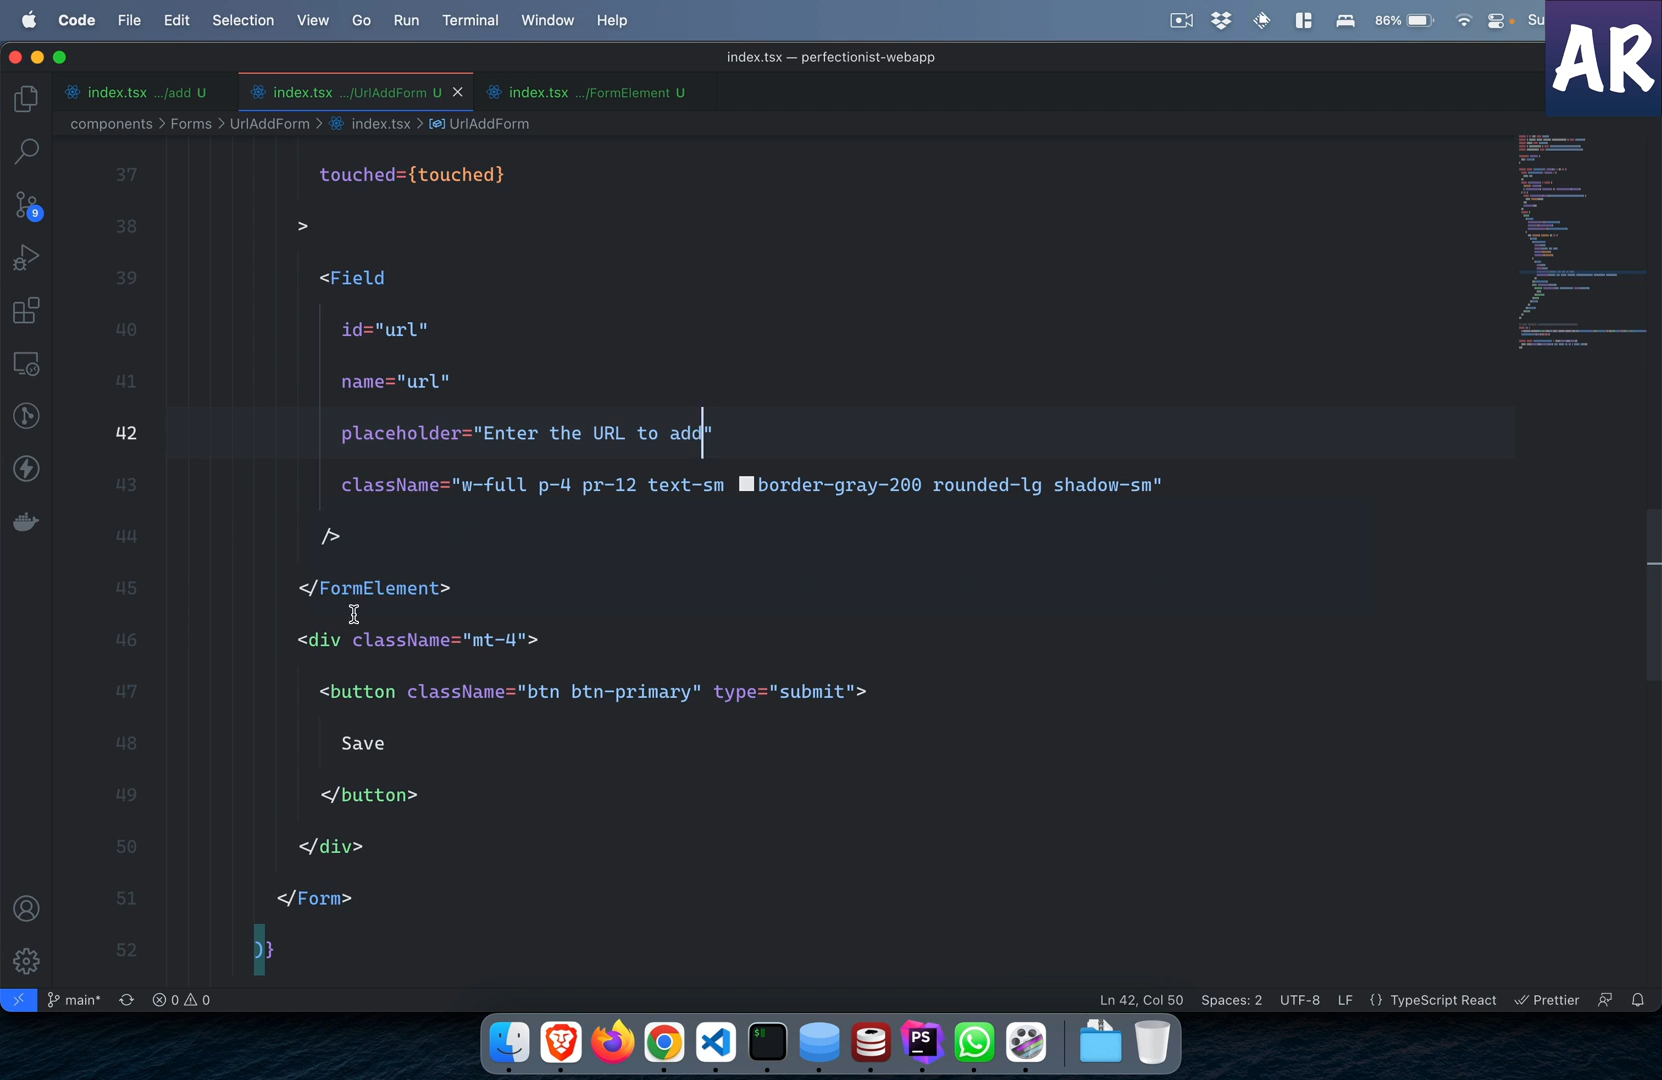 Code File Edit Selection View Go Run Terminal Window Help 86% Su
AR
index.tsx — perfectionist-webapp
index.tsx .../add U index.tsx .../UrlAddForm U index.tsx .../FormElement U
components > Forms > UrlAddForm > index.tsx > UrlAddForm
37 touched={touched}
38 >
39 <Field
40 id="url"
41 name="url"
42 placeholder="Enter the URL to add"
43 className="w-full p-4 pr-12 text-sm border-gray-200 rounded-lg shadow-sm"
44 />
45 </FormElement>
46 <div className="mt-4">
47 <button className="btn btn-primary" type="submit">
48 Save
49 </button>
50 </div>
51 </Form>
52 )}
9
main* 0 0 Ln 42, Col 50 Spaces: 2 UTF-8 LF {} TypeScript React Prettier
$ PS